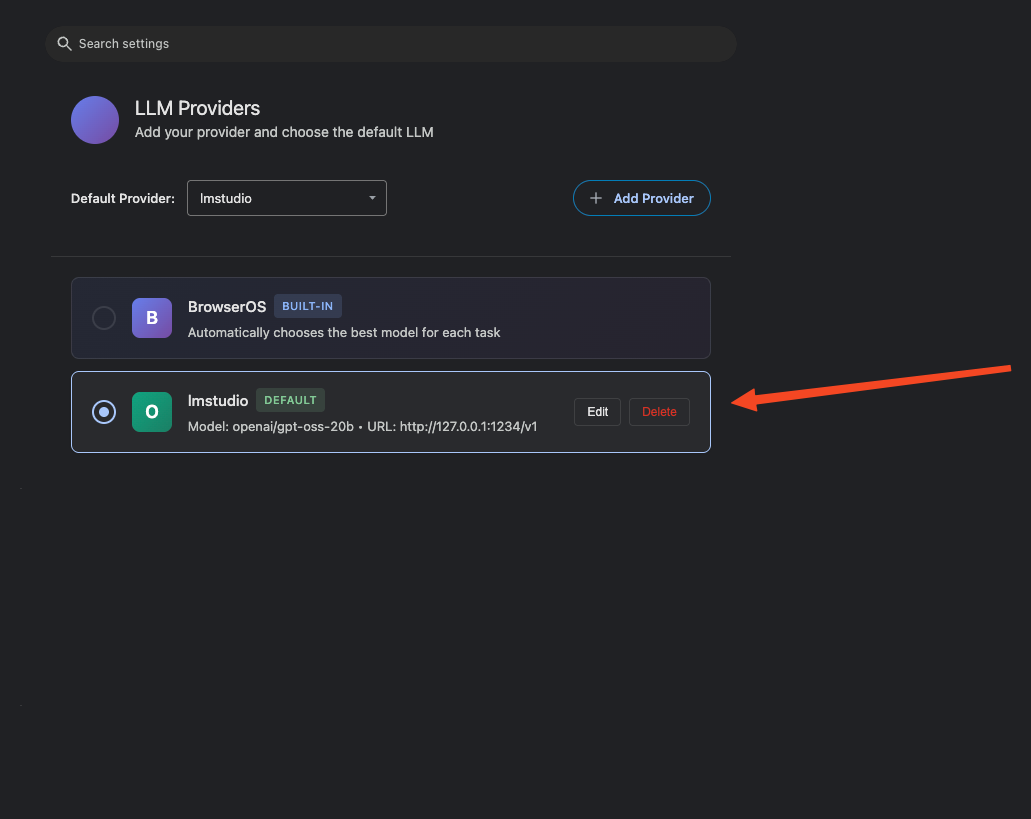 Search settings
LLM Providers
Add your provider and choose the default LLM
Default Provider: lmstudio + Add Provider
B BrowserOS BUILT-IN
Automatically chooses the best model for each task
O lmstudio DEFAULT
Model: openai/gpt-oss-20b • URL: http://127.0.0.1:1234/v1
Edit Delete